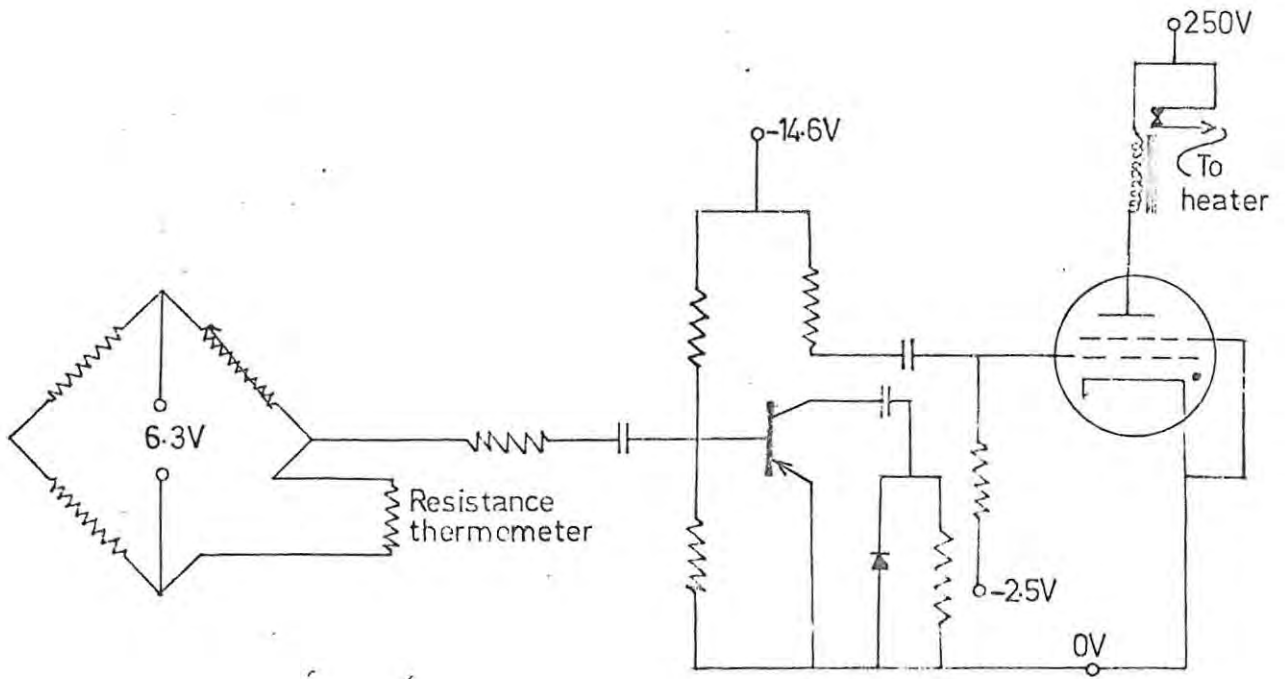 250V
-14.6V
To
heater
6.3V
Resistance
thermometer
-2.5V
0V